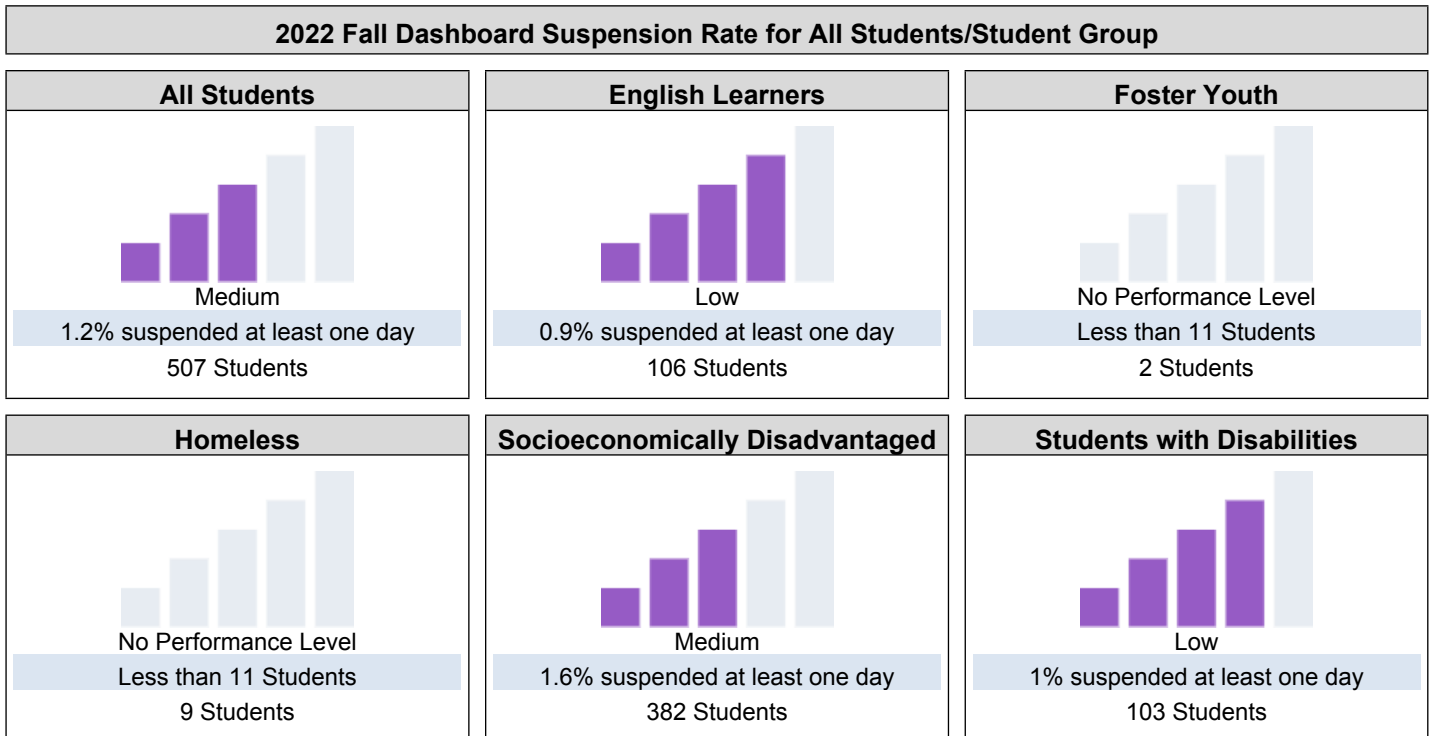 2022 Fall Dashboard Suspension Rate for All Students/Student Group
All Students
Medium
1.2% suspended at least one day
507 Students
English Learners
Low
0.9% suspended at least one day
106 Students
Foster Youth
No Performance Level
Less than 11 Students
2 Students
Homeless
No Performance Level
Less than 11 Students
9 Students
Socioeconomically Disadvantaged
Medium
1.6% suspended at least one day
382 Students
Students with Disabilities
Low
1% suspended at least one day
103 Students